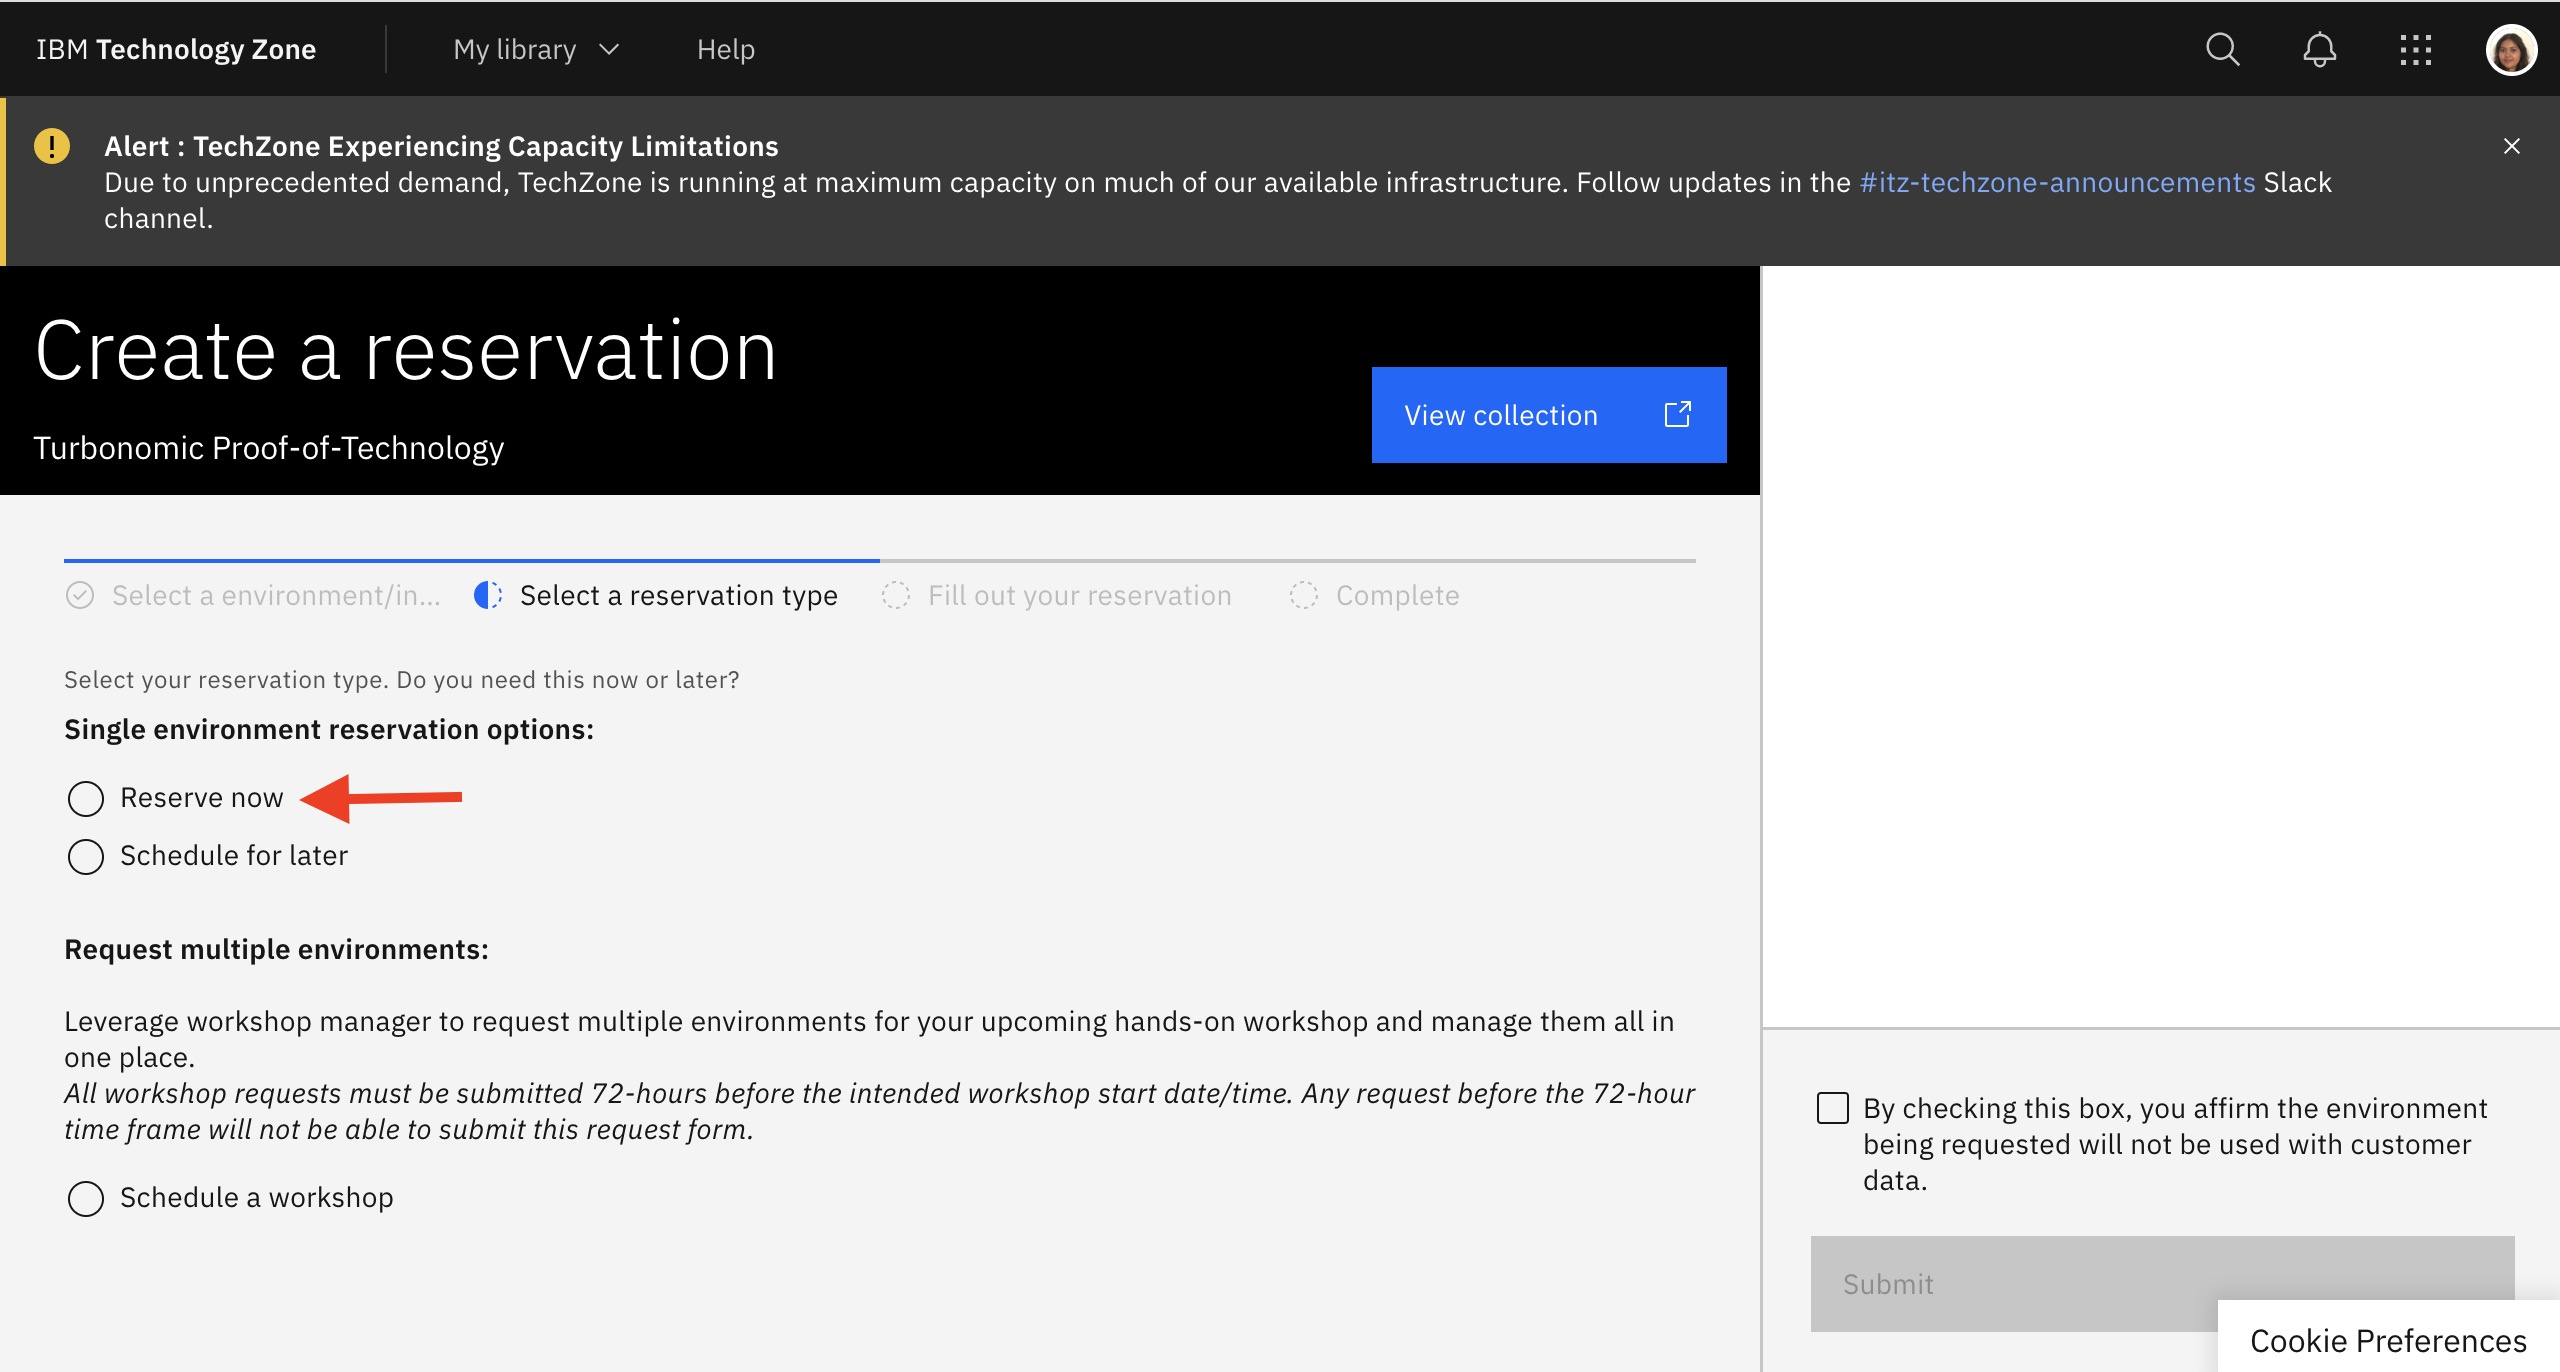 IBM Technology Zone
My library
Help
Alert : TechZone Experiencing Capacity Limitations
Due to unprecedented demand, TechZone is running at maximum capacity on much of our available infrastructure. Follow updates in the #itz-techzone-announcements Slack
channel.
Create a reservation
Turbonomic Proof-of-Technology
View collection
Select a environment/in...
Select a reservation type
Fill out your reservation
Complete
Select your reservation type. Do you need this now or later?
Single environment reservation options:
Reserve now
Schedule for later
Request multiple environments:
Leverage workshop manager to request multiple environments for your upcoming hands-on workshop and manage them all in
one place.
All workshop requests must be submitted 72-hours before the intended workshop start date/time. Any request before the 72-hour
time frame will not be able to submit this request form.
Schedule a workshop
By checking this box, you affirm the environment
being requested will not be used with customer
data.
Submit
Cookie Preferences